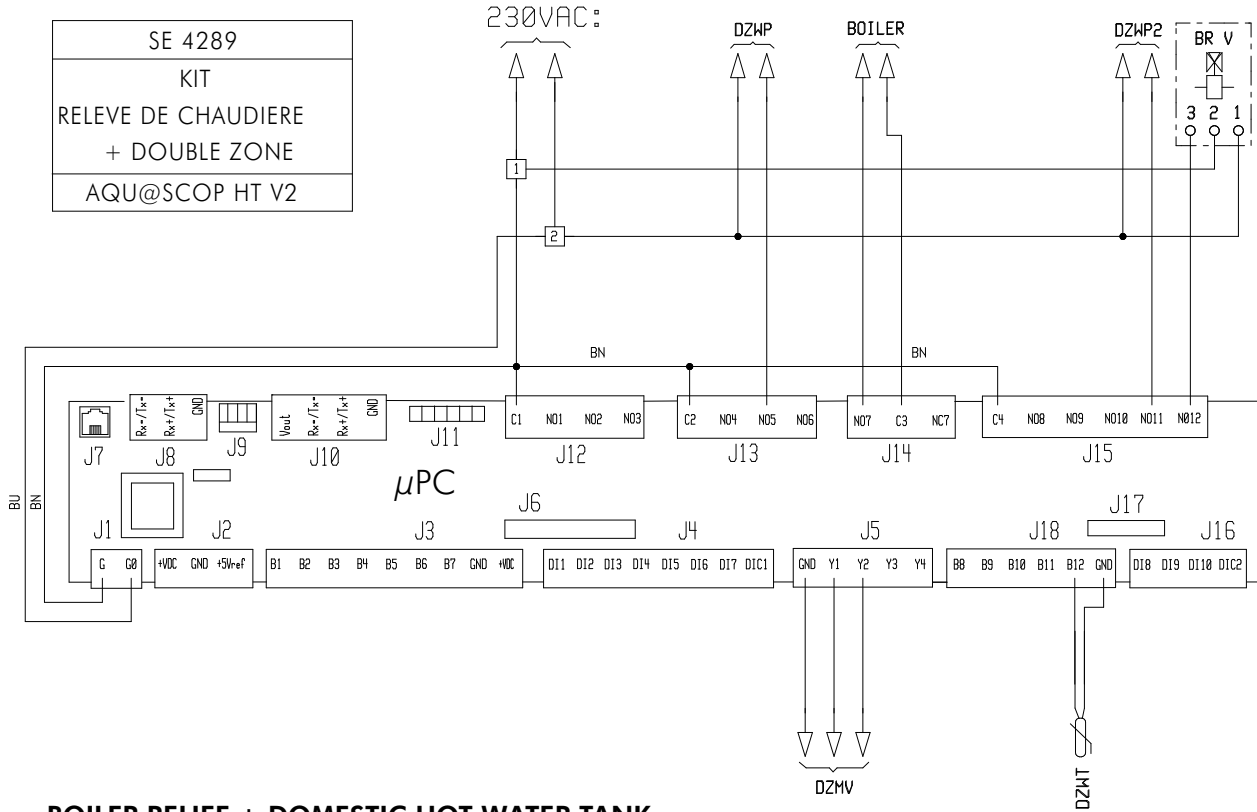 SE 4289
KIT
RELEVE DE CHAUDIERE
+ DOUBLE ZONE
AQU@SCOP HT V2
230VAC:
DZWP
BOILER
DZWP2
BR V
3 2 1
1
2
BN
BN
BU
BN
J7
Rx-/Tx-
Rx+/Tx+
GND
J8
J9
Vout
Rx-/Tx-
Rx+/Tx+
GND
J10
J11
C1 NO1 NO2 NO3
J12
C2 NO4 NO5 NO6
J13
NO7 C3 NC7
J14
C4 NO8 NO9 NO10 NO11 NO12
J15
µPC
J1
G G0
J2
+VDC GND +5Vref
J3
B1 B2 B3 B4 B5 B6 B7 GND +VDC
J6
J4
DI1 DI2 DI3 DI4 DI5 DI6 DI7 DIC1
J5
GND Y1 Y2 Y3 Y4
J18
B8 B9 B10 B11 B12 GND
J17
J16
DI8 DI9 DI10 DIC2
DZMV
DZWT
BOILER RELIEF + DOMESTIC HOT WATER TANK